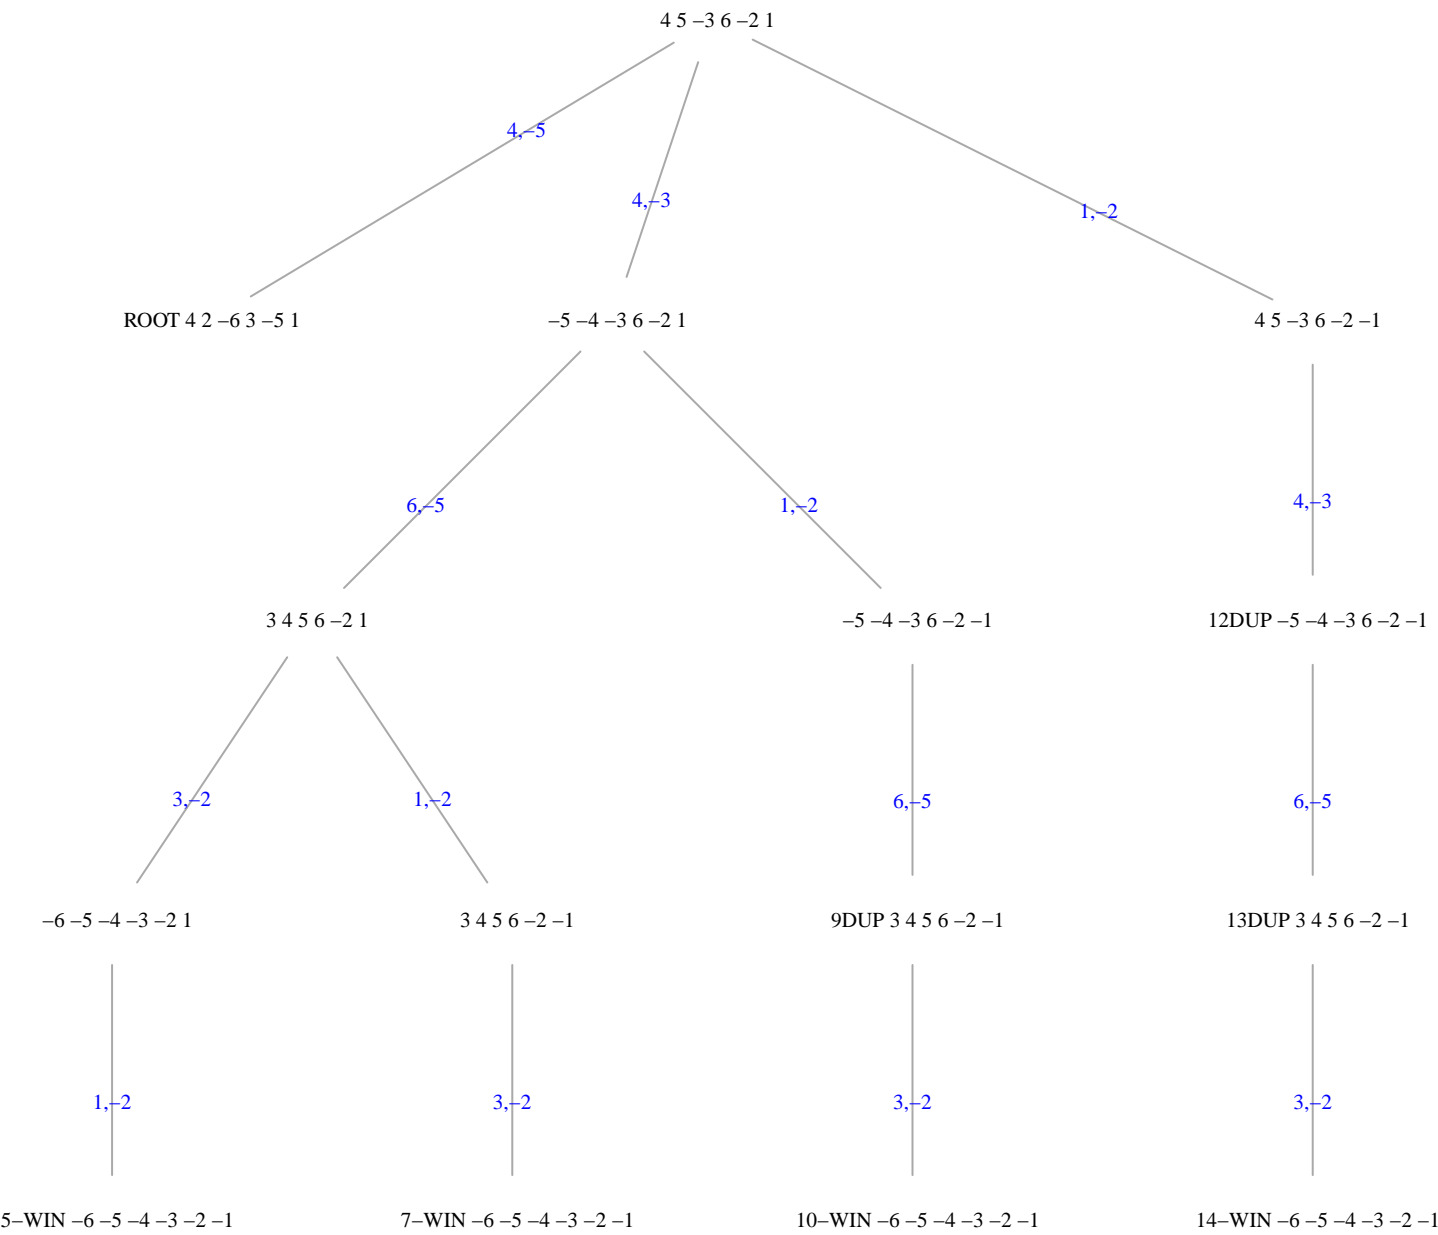 4 5 –3 6 –2 1
4,–5
4,–3
1,–2
ROOT 4 2 –6 3 –5 1
–5 –4 –3 6 –2 1
4 5 –3 6 –2 –1
6,–5
1,–2
4,–3
3 4 5 6 –2 1
–5 –4 –3 6 –2 –1
12DUP –5 –4 –3 6 –2 –1
3,–2
1,–2
6,–5
6,–5
–6 –5 –4 –3 –2 1
3 4 5 6 –2 –1
9DUP 3 4 5 6 –2 –1
13DUP 3 4 5 6 –2 –1
1,–2
3,–2
3,–2
3,–2
5–WIN –6 –5 –4 –3 –2 –1
7–WIN –6 –5 –4 –3 –2 –1
10–WIN –6 –5 –4 –3 –2 –1
14–WIN –6 –5 –4 –3 –2 –1